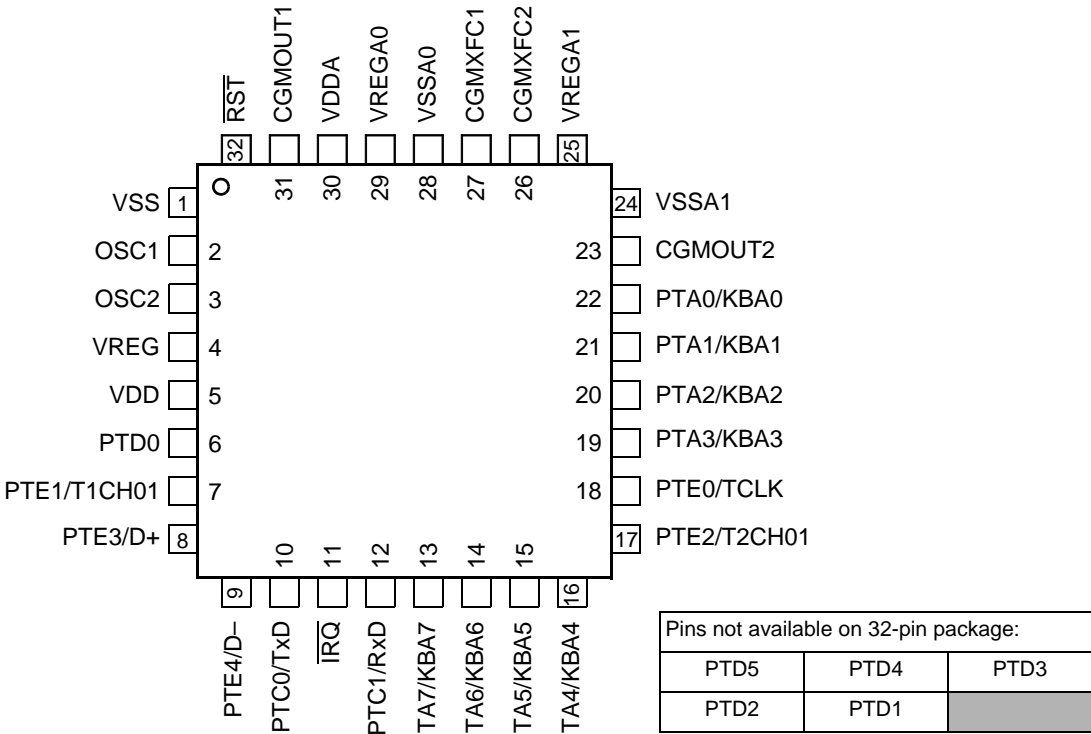 RST
CGMOUT1
VDDA
VREGA0
VSSA0
CGMXFC1
CGMXFC2
VREGA1
32
31
30
29
28
27
26
25
VSS 1
OSC1 2
OSC2 3
VREG 4
VDD 5
PTD0 6
PTE1/T1CH01 7
PTE3/D+ 8
24 VSSA1
23 CGMOUT2
22 PTA0/KBA0
21 PTA1/KBA1
20 PTA2/KBA2
19 PTA3/KBA3
18 PTE0/TCLK
17 PTE2/T2CH01
9
10
11
12
13
14
15
16
PTE4/D–
PTC0/TxD
IRQ
PTC1/RxD
TA7/KBA7
TA6/KBA6
TA5/KBA5
TA4/KBA4
Pins not available on 32-pin package:
PTD5 PTD4 PTD3
PTD2 PTD1